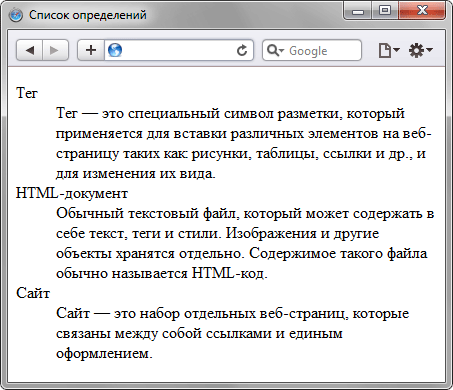 Список определений
Google
Тег
Тег — это специальный символ разметки, который
применяется для вставки различных элементов на веб-
страницу таких как: рисунки, таблицы, ссылки и др., и
для изменения их вида.
HTML-документ
Обычный текстовый файл, который может содержать в
себе текст, теги и стили. Изображения и другие
объекты хранятся отдельно. Содержимое такого файла
обычно называется HTML-код.
Сайт
Сайт — это набор отдельных веб-страниц, которые
связаны между собой ссылками и единым
оформлением.